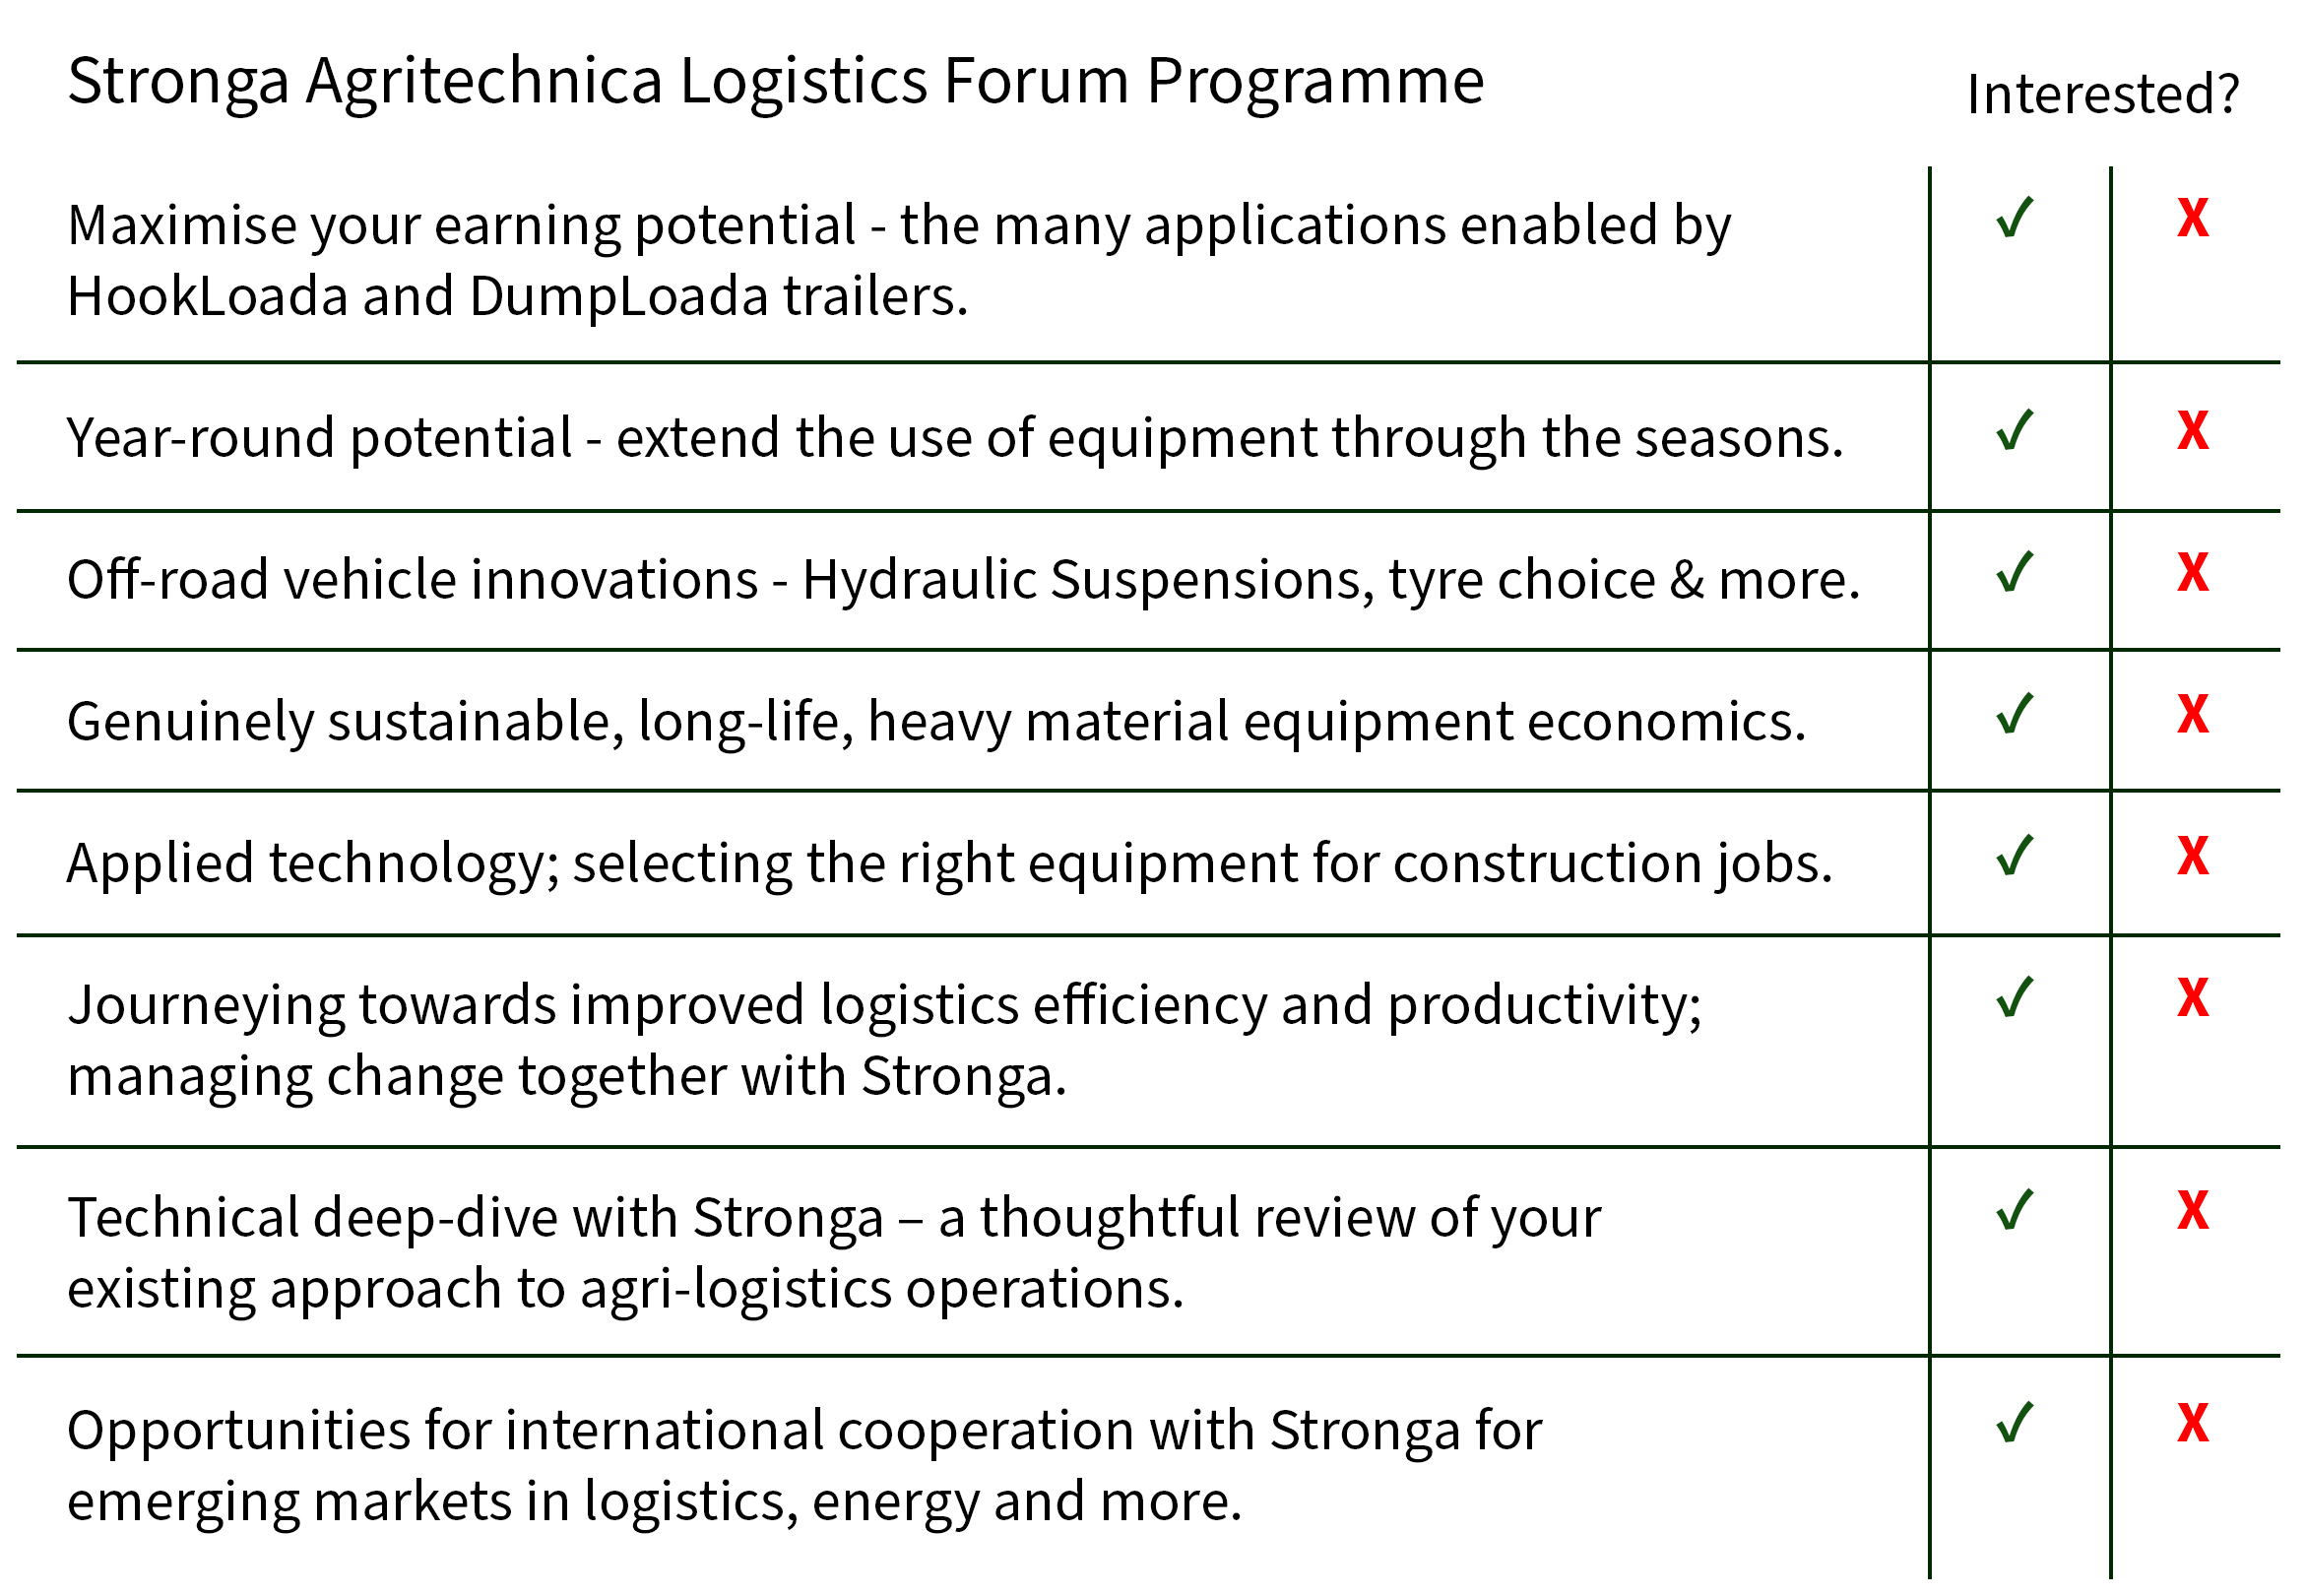 Stronga Agritechnica Logistics Forum Programme
Interested?
Maximise your earning potential - the many applications enabled by ✓ X
HookLoada and DumpLoada trailers.
Year-round potential - extend the use of equipment through the seasons. ✓ X
Off-road vehicle innovations - Hydraulic Suspensions, tyre choice & more. ✓ X
Genuinely sustainable, long-life, heavy material equipment economics. ✓ X
Applied technology; selecting the right equipment for construction jobs. ✓ X
Journeying towards improved logistics efficiency and productivity; ✓ X
managing change together with Stronga.
Technical deep-dive with Stronga – a thoughtful review of your ✓ X
existing approach to agri-logistics operations.
Opportunities for international cooperation with Stronga for ✓ X
emerging markets in logistics, energy and more.